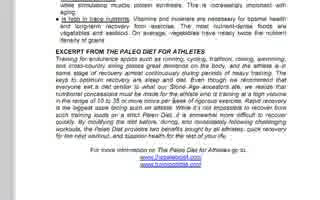 while stimulating muscle protein synthesis. This is increasingly important with
aging.
• Is high in trace nutrients. Vitamins and minerals are necessary for optimal health
and long-term recovery from exercise. The most nutrient-dense foods are
vegetables and seafood. On average, vegetables have nearly twice the nutrient
density of grains
EXCERPT FROM THE PALEO DIET FOR ATHLETES
Training for endurance sports such as running, cycling, triathlon, rowing, swimming,
and cross-country skiing places great demands on the body, and the athlete is in
some stage of recovery almost continuously during periods of heavy training. The
keys to optimum recovery are sleep and diet. Even though we recommend that
everyone eat a diet similar to what our Stone Age ancestors ate, we realize that
nutritional concessions must be made for the athlete who is training at a high volume
in the range of 10 to 35 or more hours per week of rigorous exercise. Rapid recovery
is the biggest issue facing such an athlete. While it's not impossible to recover from
such training loads on a strict Paleo Diet, it is somewhat more difficult to recover
quickly. By modifying the diet before, during, and immediately following challenging
workouts, the Paleo Diet provides two benefits sought by all athletes: quick recovery
for the next workout, and superior health for the rest of your life.
For more information on The Paleo Diet for Athletes go to:
www.thepaleodiet.com